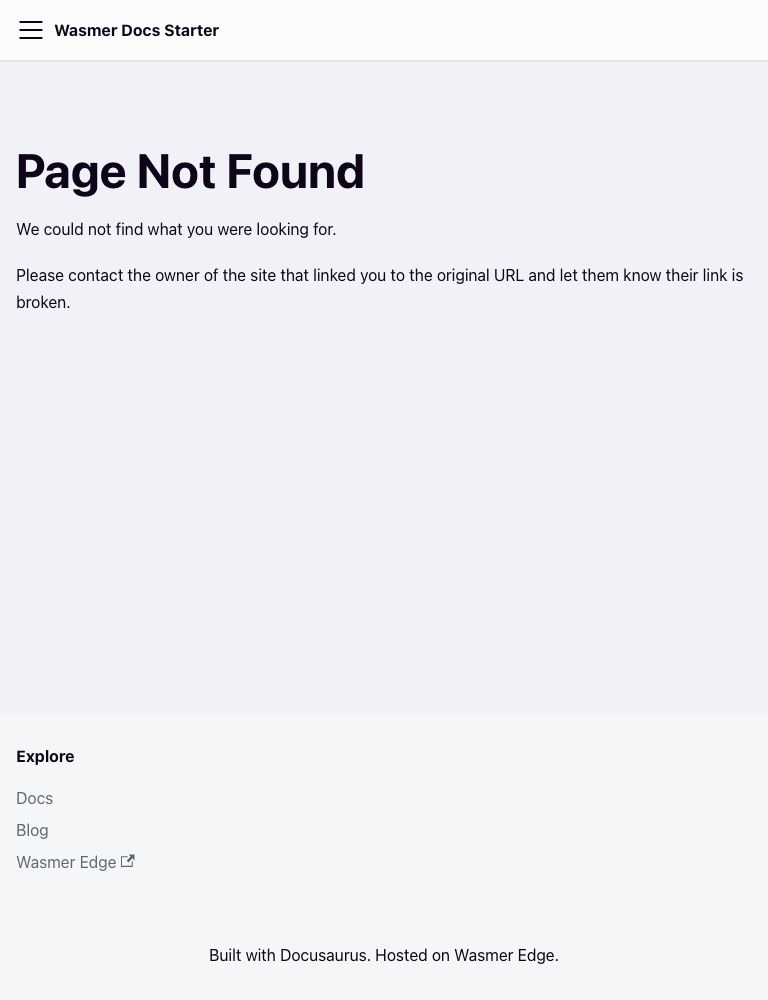 Wasmer Docs Starter
Page Not Found
We could not find what you were looking for.
Please contact the owner of the site that linked you to the original URL and let them know their link is
broken.
Explore
Docs
Blog
Wasmer Edge
Built with Docusaurus. Hosted on Wasmer Edge.